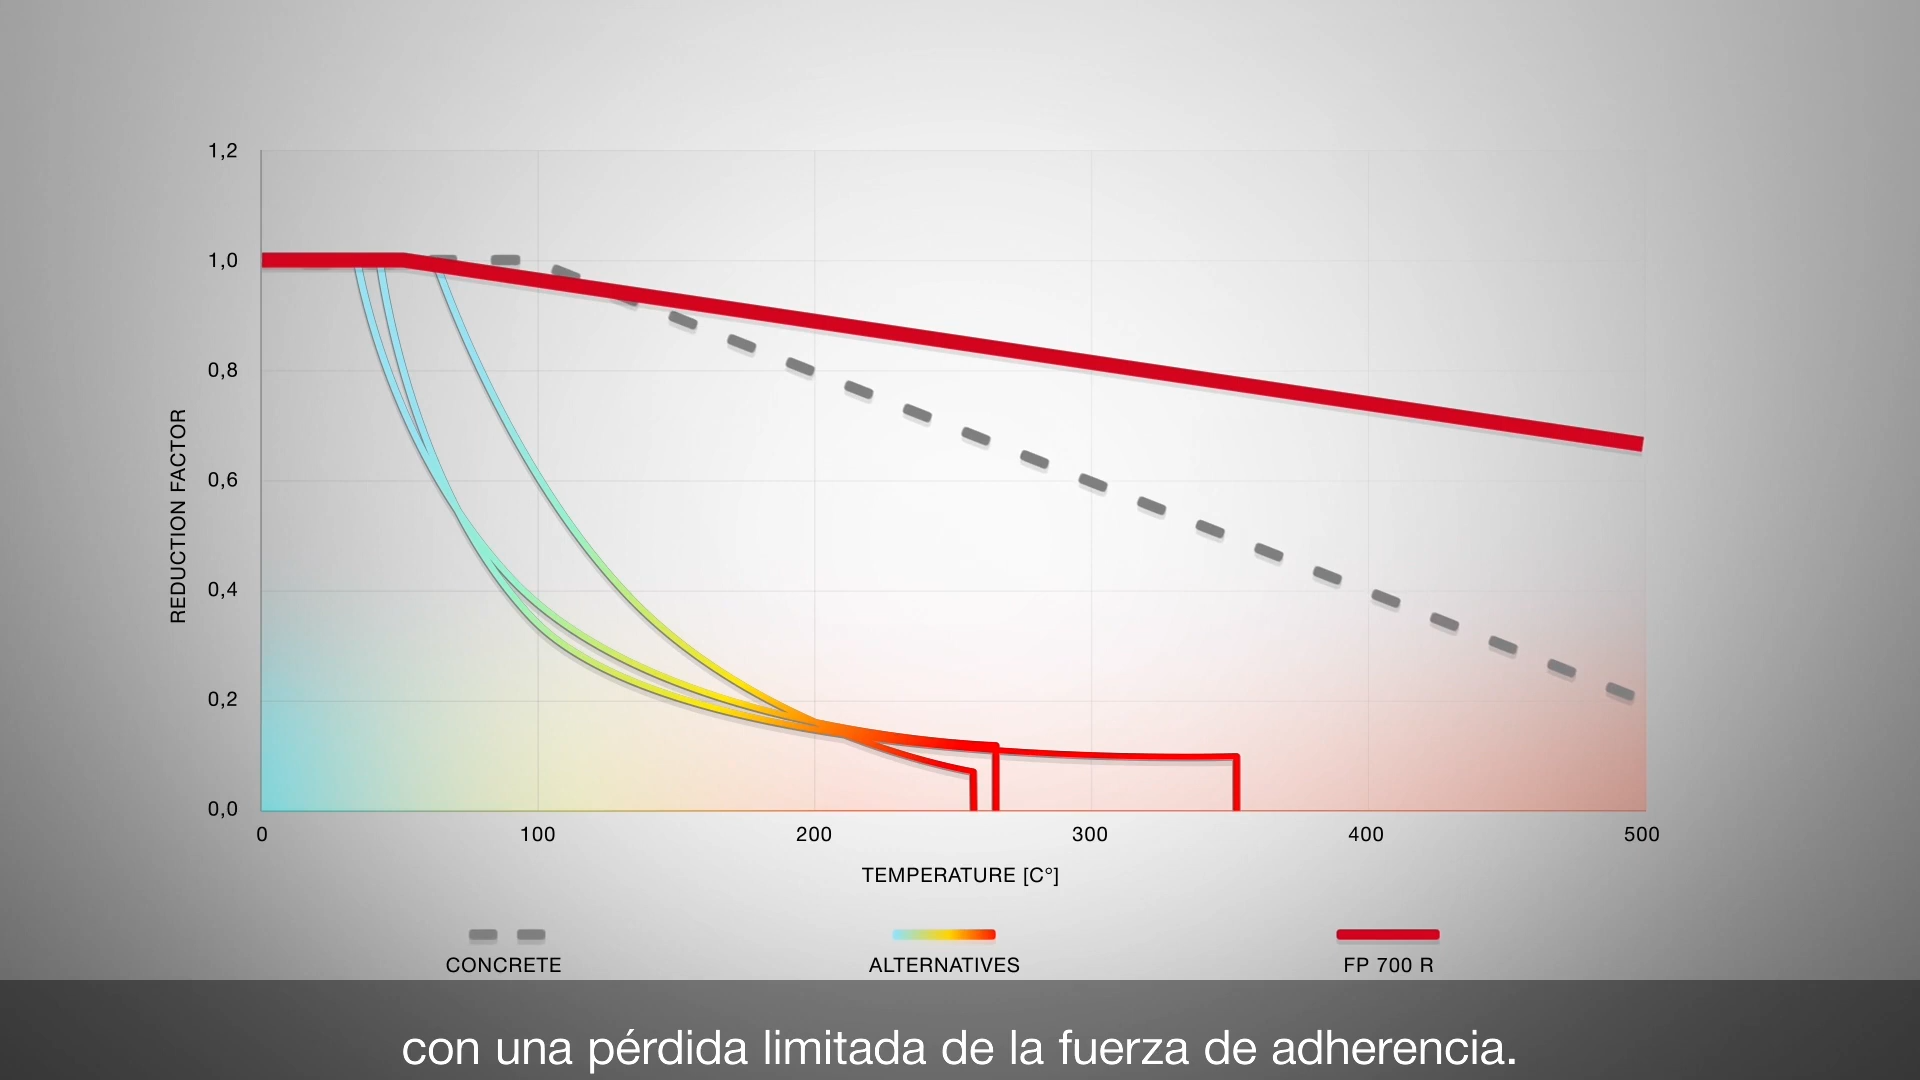 1,2
1,0
0,8
0,6
0,4
0,2
0,0
REDUCTION FACTOR
0 100 200 300 400 500
TEMPERATURE [C°]
CONCRETE ALTERNATIVES FP 700 R
con una pérdida limitada de la fuerza de adherencia.